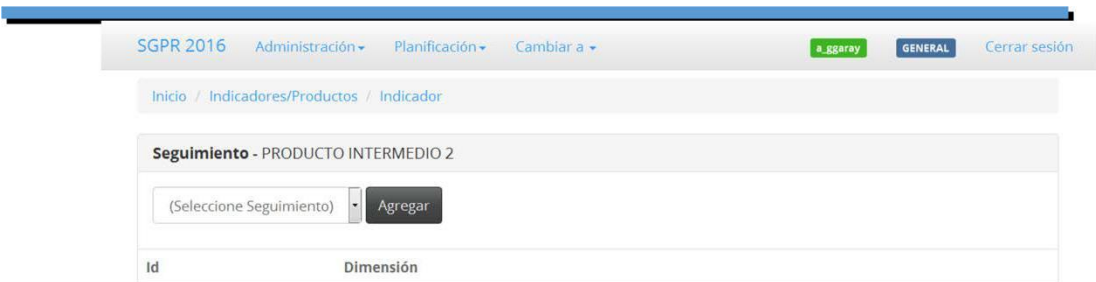 SGPR 2016 Administración Planificación Cambiar a a_ggaray GENERAL Cerrar sesión
Inicio / Indicadores/Productos / Indicador
Seguimiento - PRODUCTO INTERMEDIO 2
(Seleccione Seguimiento) Agregar
Id Dimensión